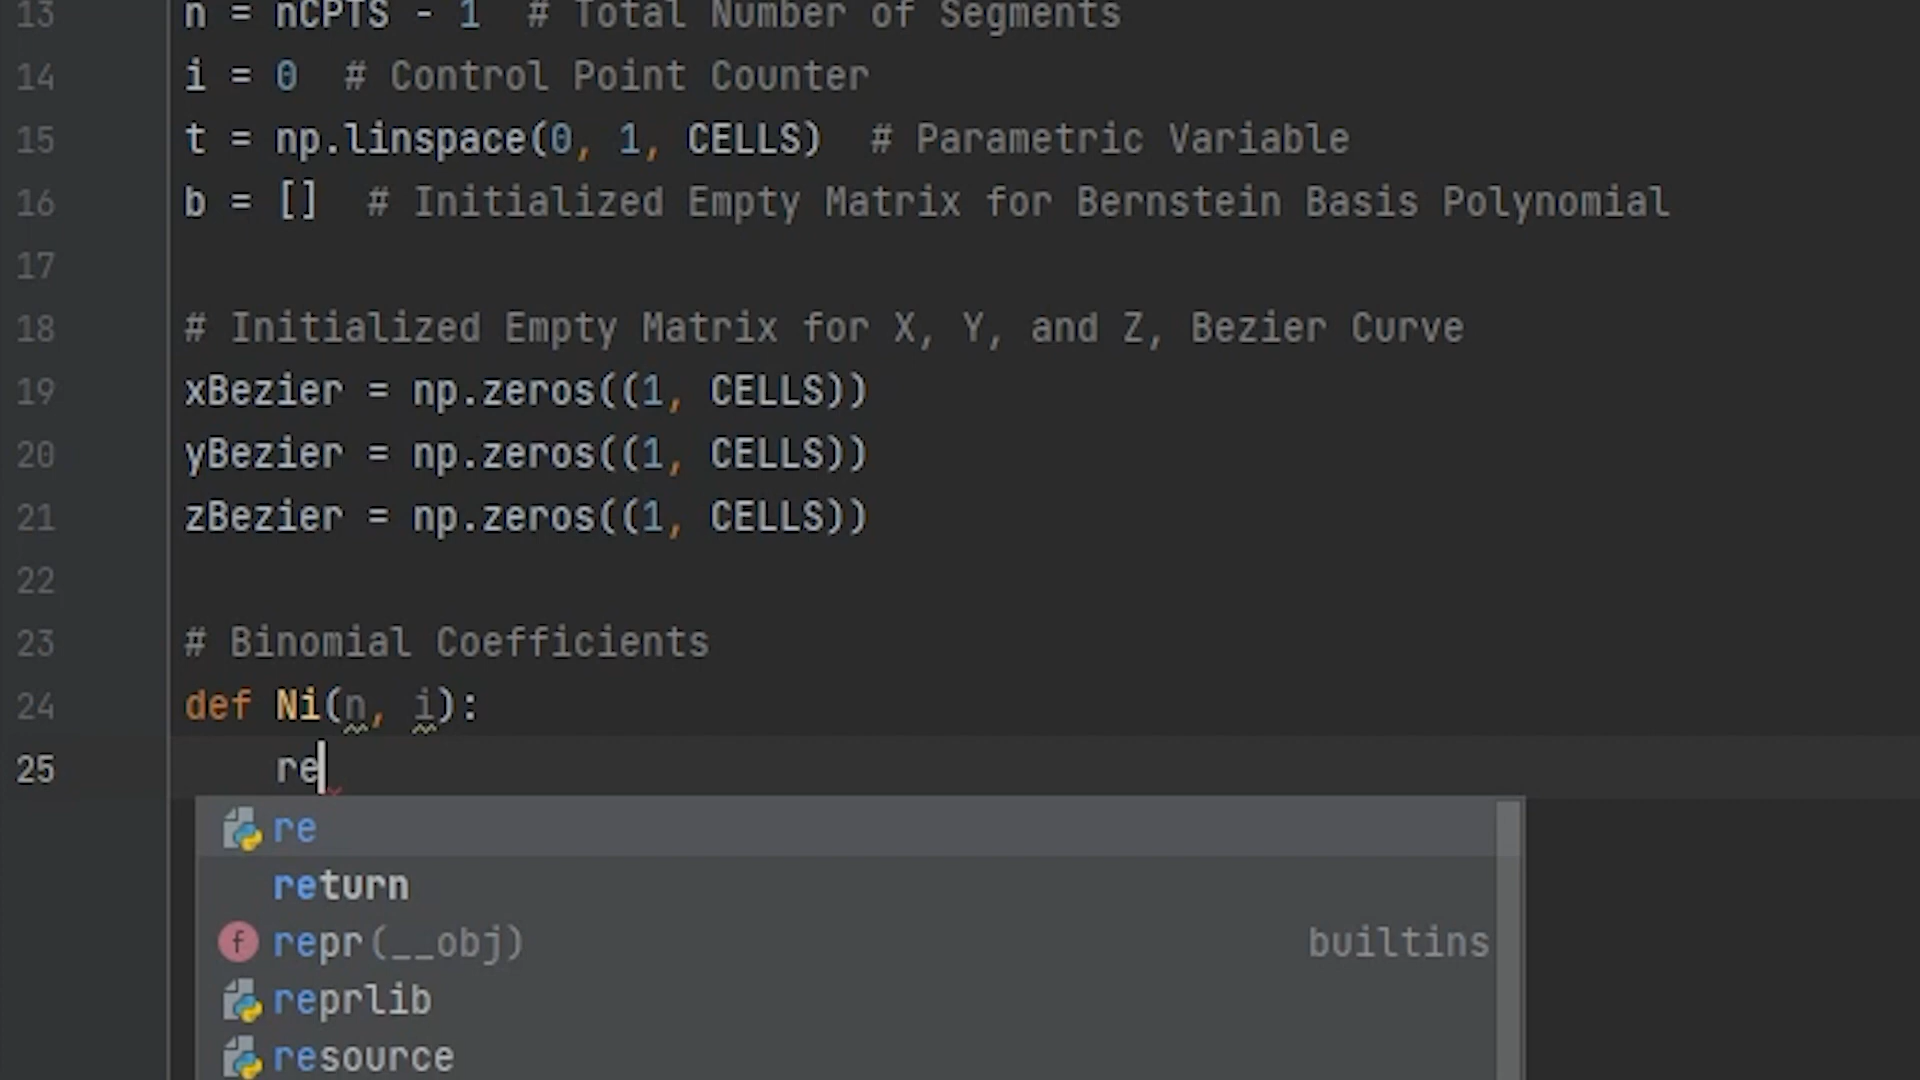 13 n = nCPTS - 1  # Total Number of Segments
14 i = 0  # Control Point Counter
15 t = np.linspace(0, 1, CELLS)  # Parametric Variable
16 b = []  # Initialized Empty Matrix for Bernstein Basis Polynomial
17
18 # Initialized Empty Matrix for X, Y, and Z, Bezier Curve
19 xBezier = np.zeros((1, CELLS))
20 yBezier = np.zeros((1, CELLS))
21 zBezier = np.zeros((1, CELLS))
22
23 # Binomial Coefficients
24 def Ni(n, i):
25     re
re
return
f repr(__obj) builtins
reprlib
resource